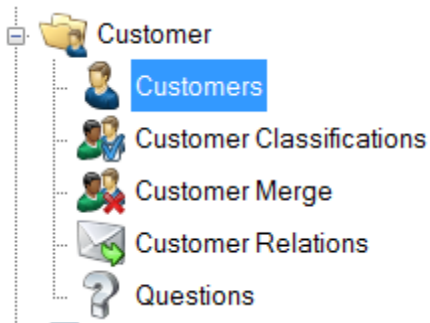 Customer
Customers
Customer Classifications
Customer Merge
Customer Relations
Questions